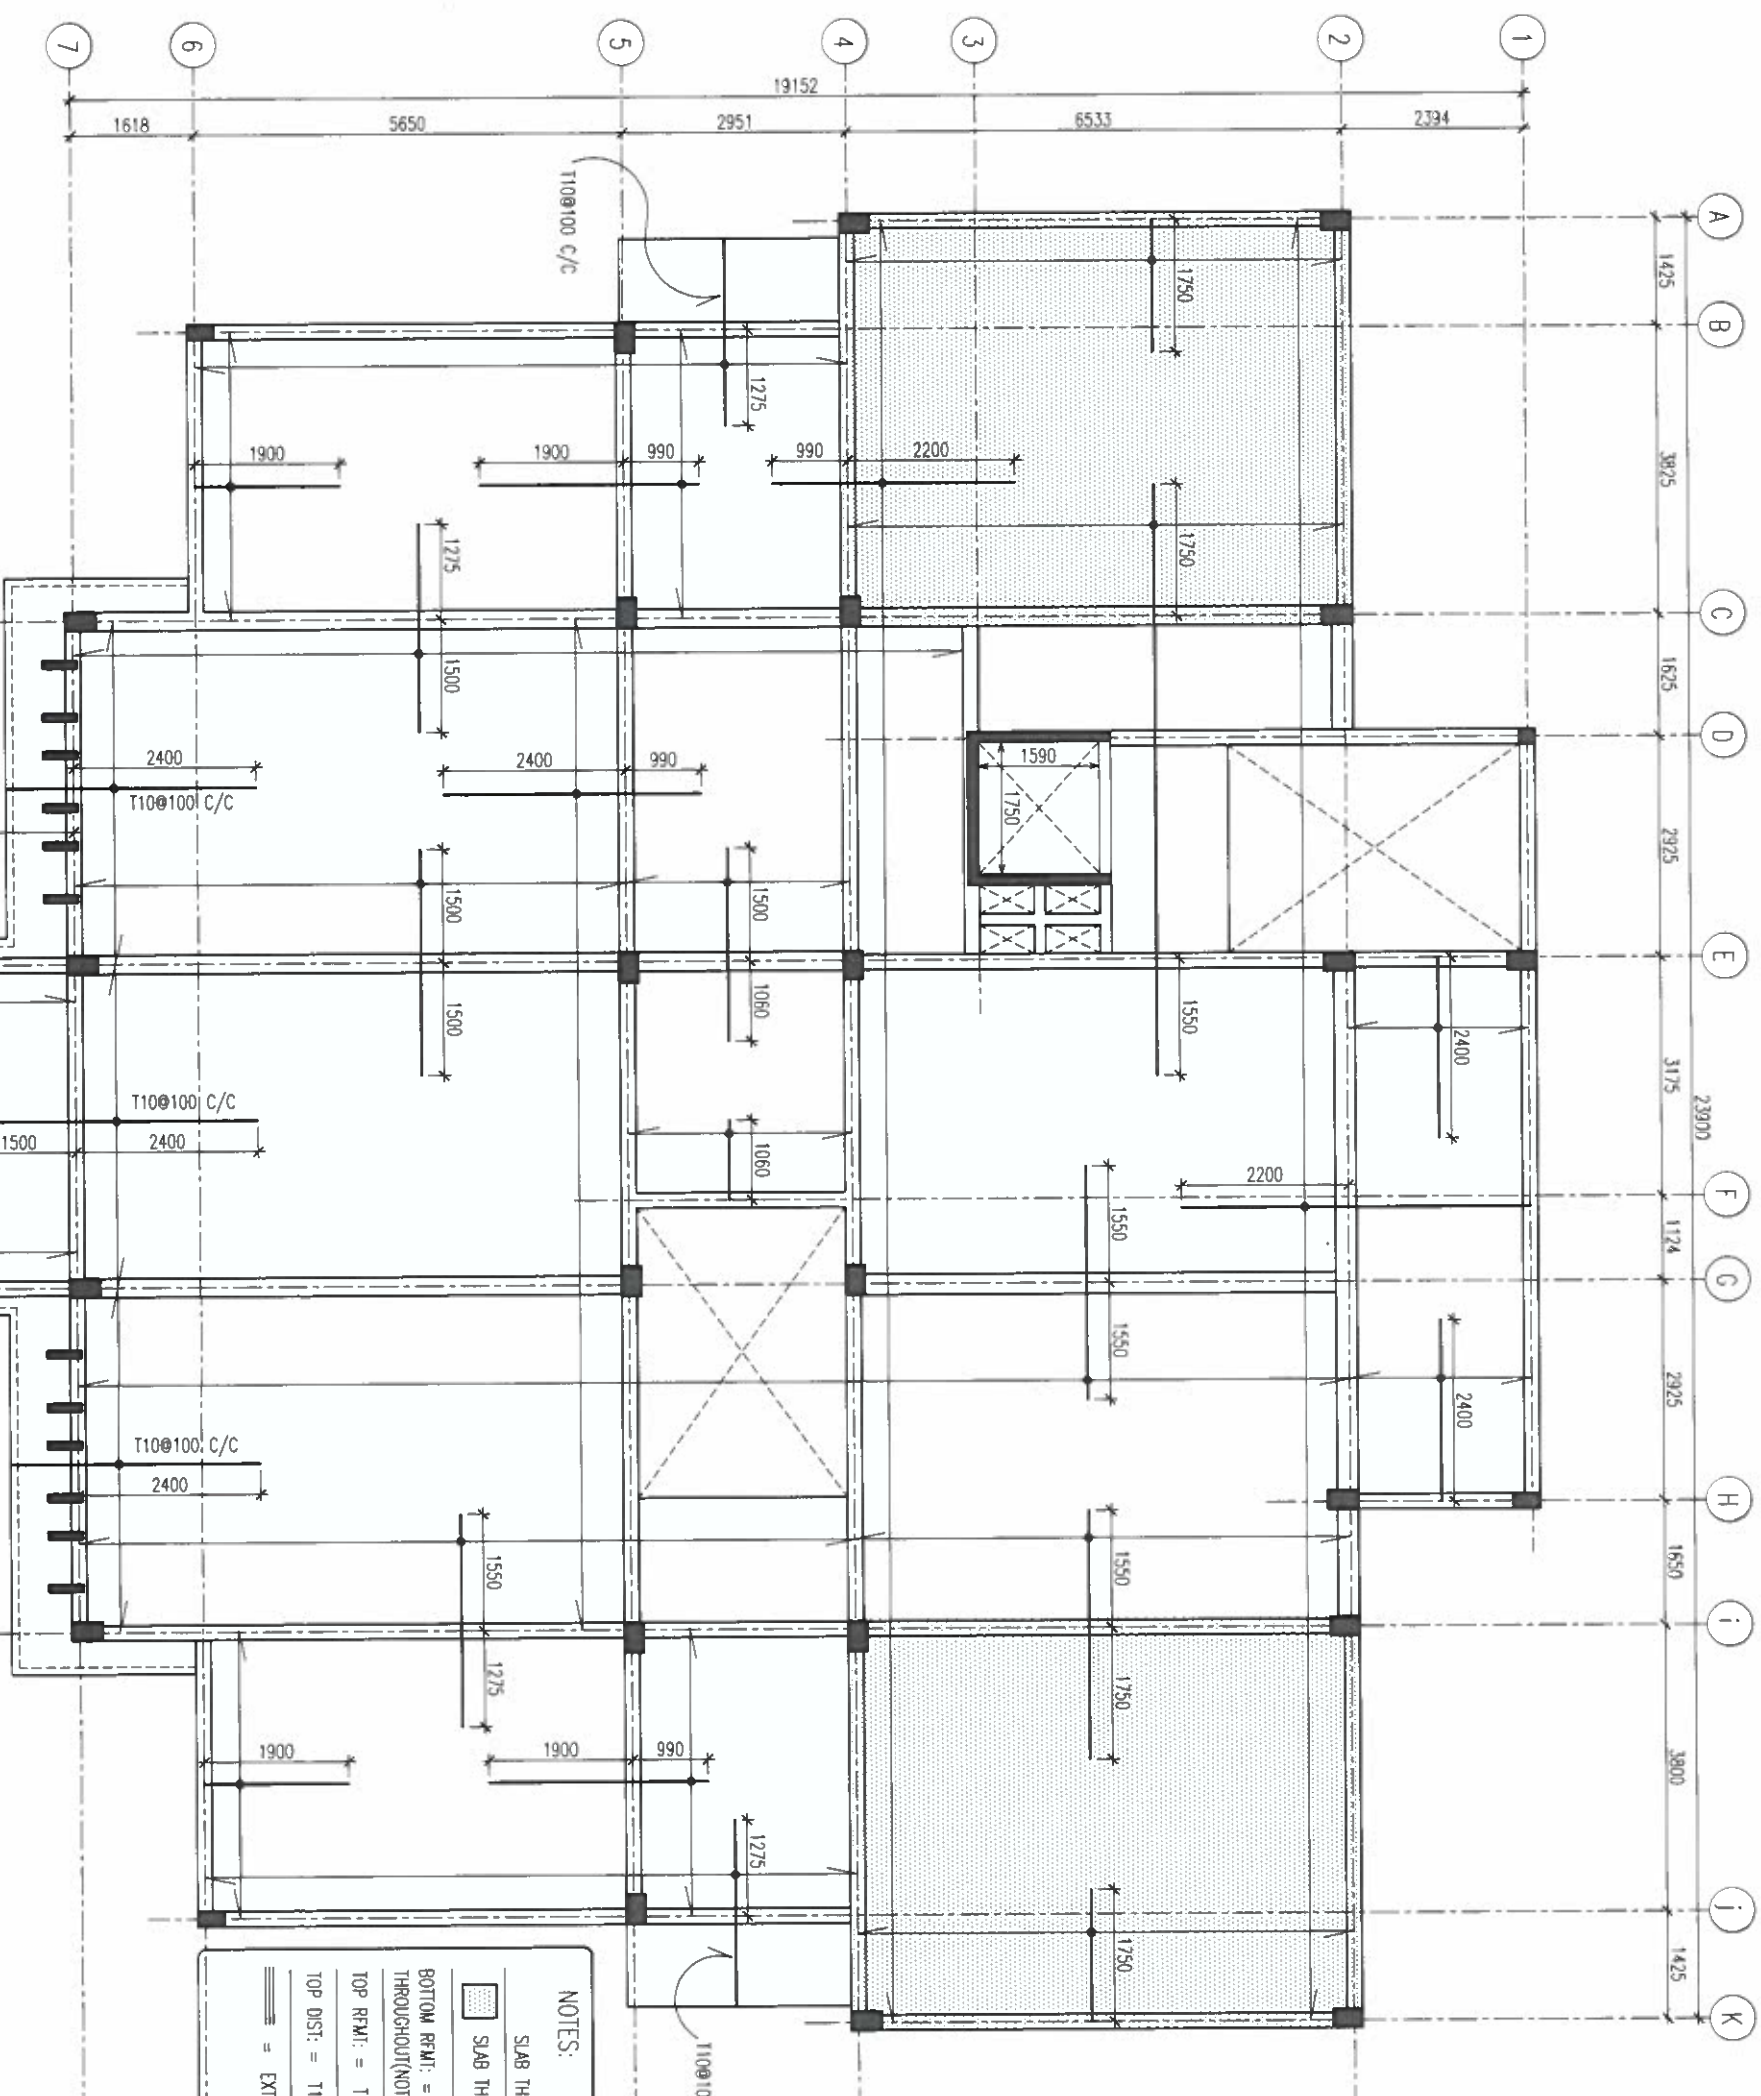 7
6
5
4
3
2
1
19152
1618
5650
2951
6533
2394
A
B
C
D
E
F
G
H
i
j
K
1425
3825
1625
2925
3175
1124
2925
1650
3800
1425
23900
T10@100 C/C
1750
1275
1900
1900
990
990
2200
1750
1275
1500
2400
T10@100 C/C
2400
990
1590
1750
1500
1500
1500
1060
1550
2400
T10@100 C/C
1500
2400
1060
2200
1550
1550
2400
T10@100 C/C
2400
1550
1275
1550
1750
1900
1900
990
1275
1750
T10@10
NOTES:
SLAB TH
SLAB TH
BOTTOM RFMT: =
THROUGHOUT(NOT
TOP RFMT: = T
TOP DIST: = T1
= EXT